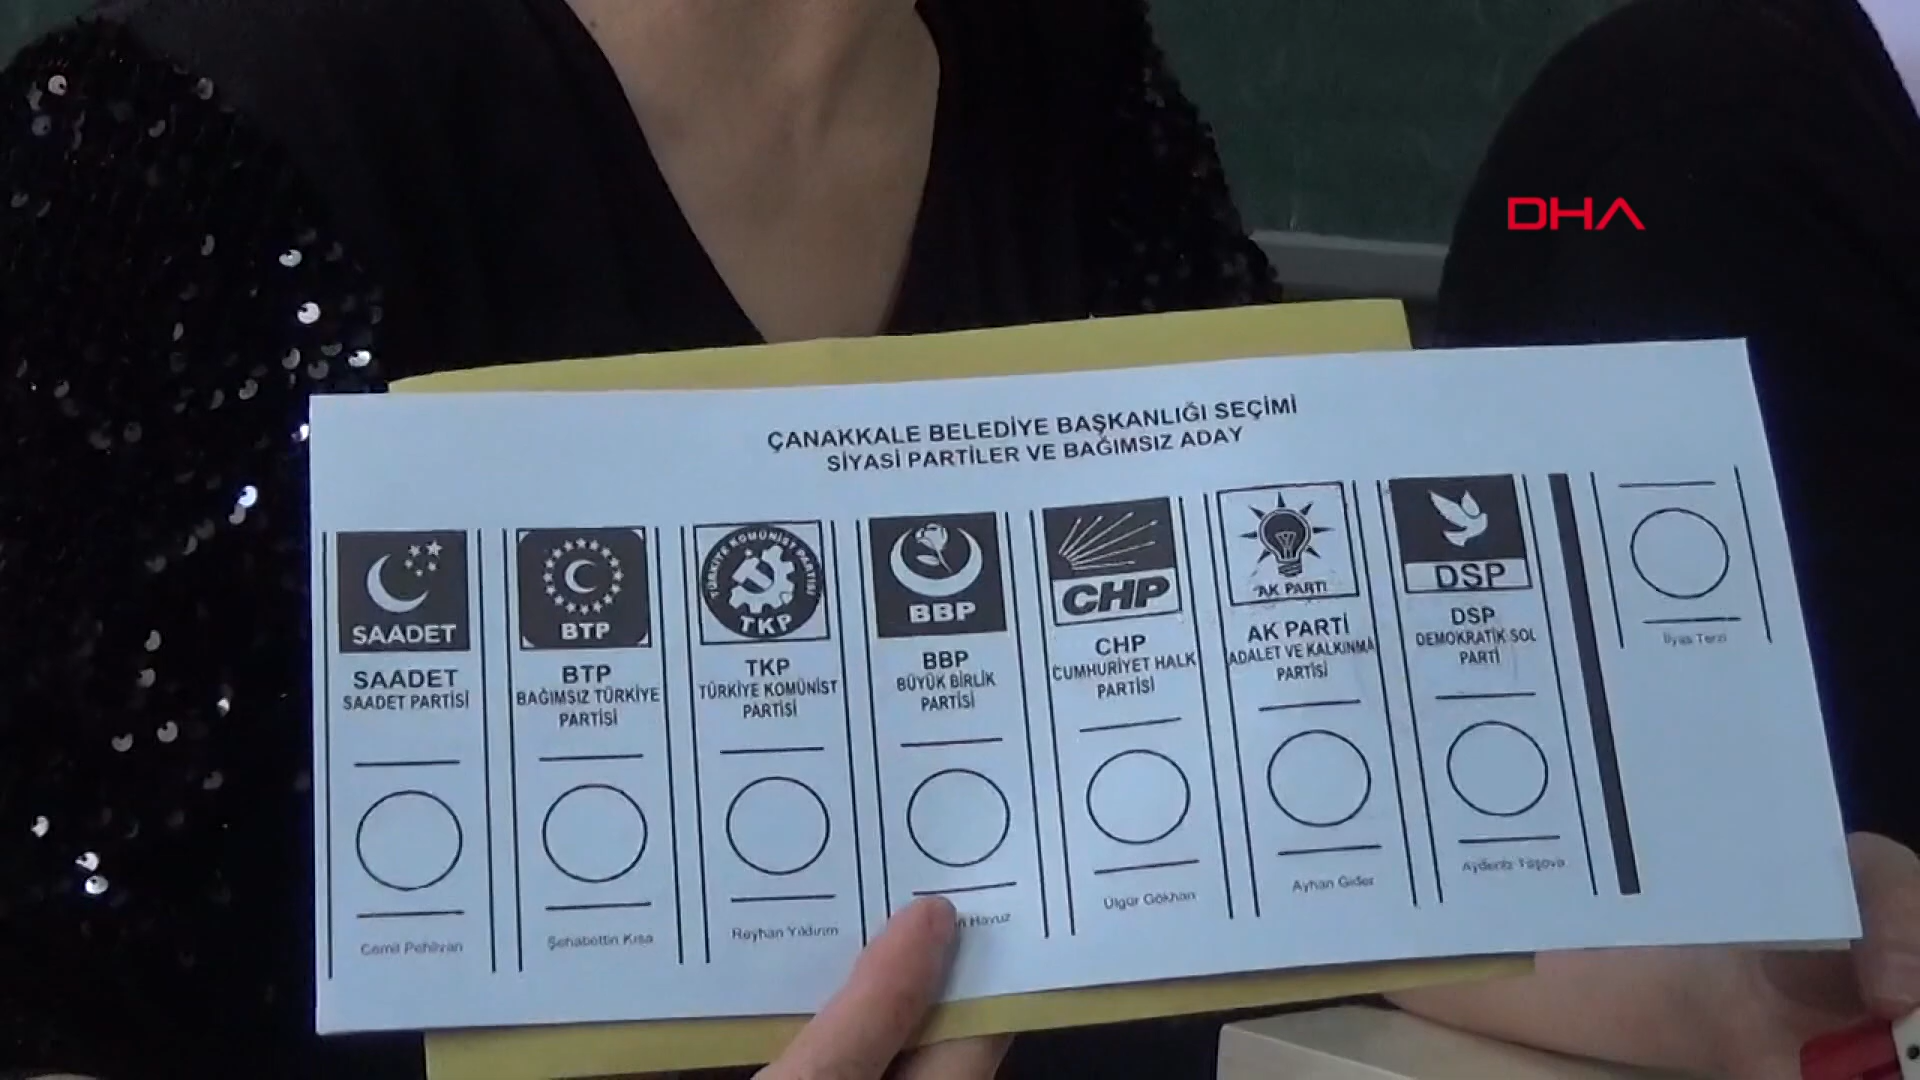 DHA
ÇANAKKALE BELEDİYE BAŞKANLIĞI SEÇİMİ
SİYASİ PARTİLER VE BAĞIMSIZ ADAY
SAADET
SAADET
SAADET PARTİSİ
Cemil Pehlivan
BTP
BTP
BAĞIMSIZ TÜRKİYE
PARTİSİ
Şehabettin Kısa
TÜRKİYE KOMÜNİST PARTİSİ
TKP
TKP
TÜRKİYE KOMÜNİST
PARTİSİ
Reyhan Yıldırım
BBP
BBP
BÜYÜK BİRLİK
PARTİSİ
Havuz
CHP
CHP
CUMHURİYET HALK
PARTİSİ
Ülgür Gökhan
AK PARTİ
AK PARTİ
ADALET VE KALKINMA
PARTİSİ
Ayhan Gider
DSP
DSP
DEMOKRATİK SOL
PARTİ
Aydeniz Taşova
İlyas Terzi